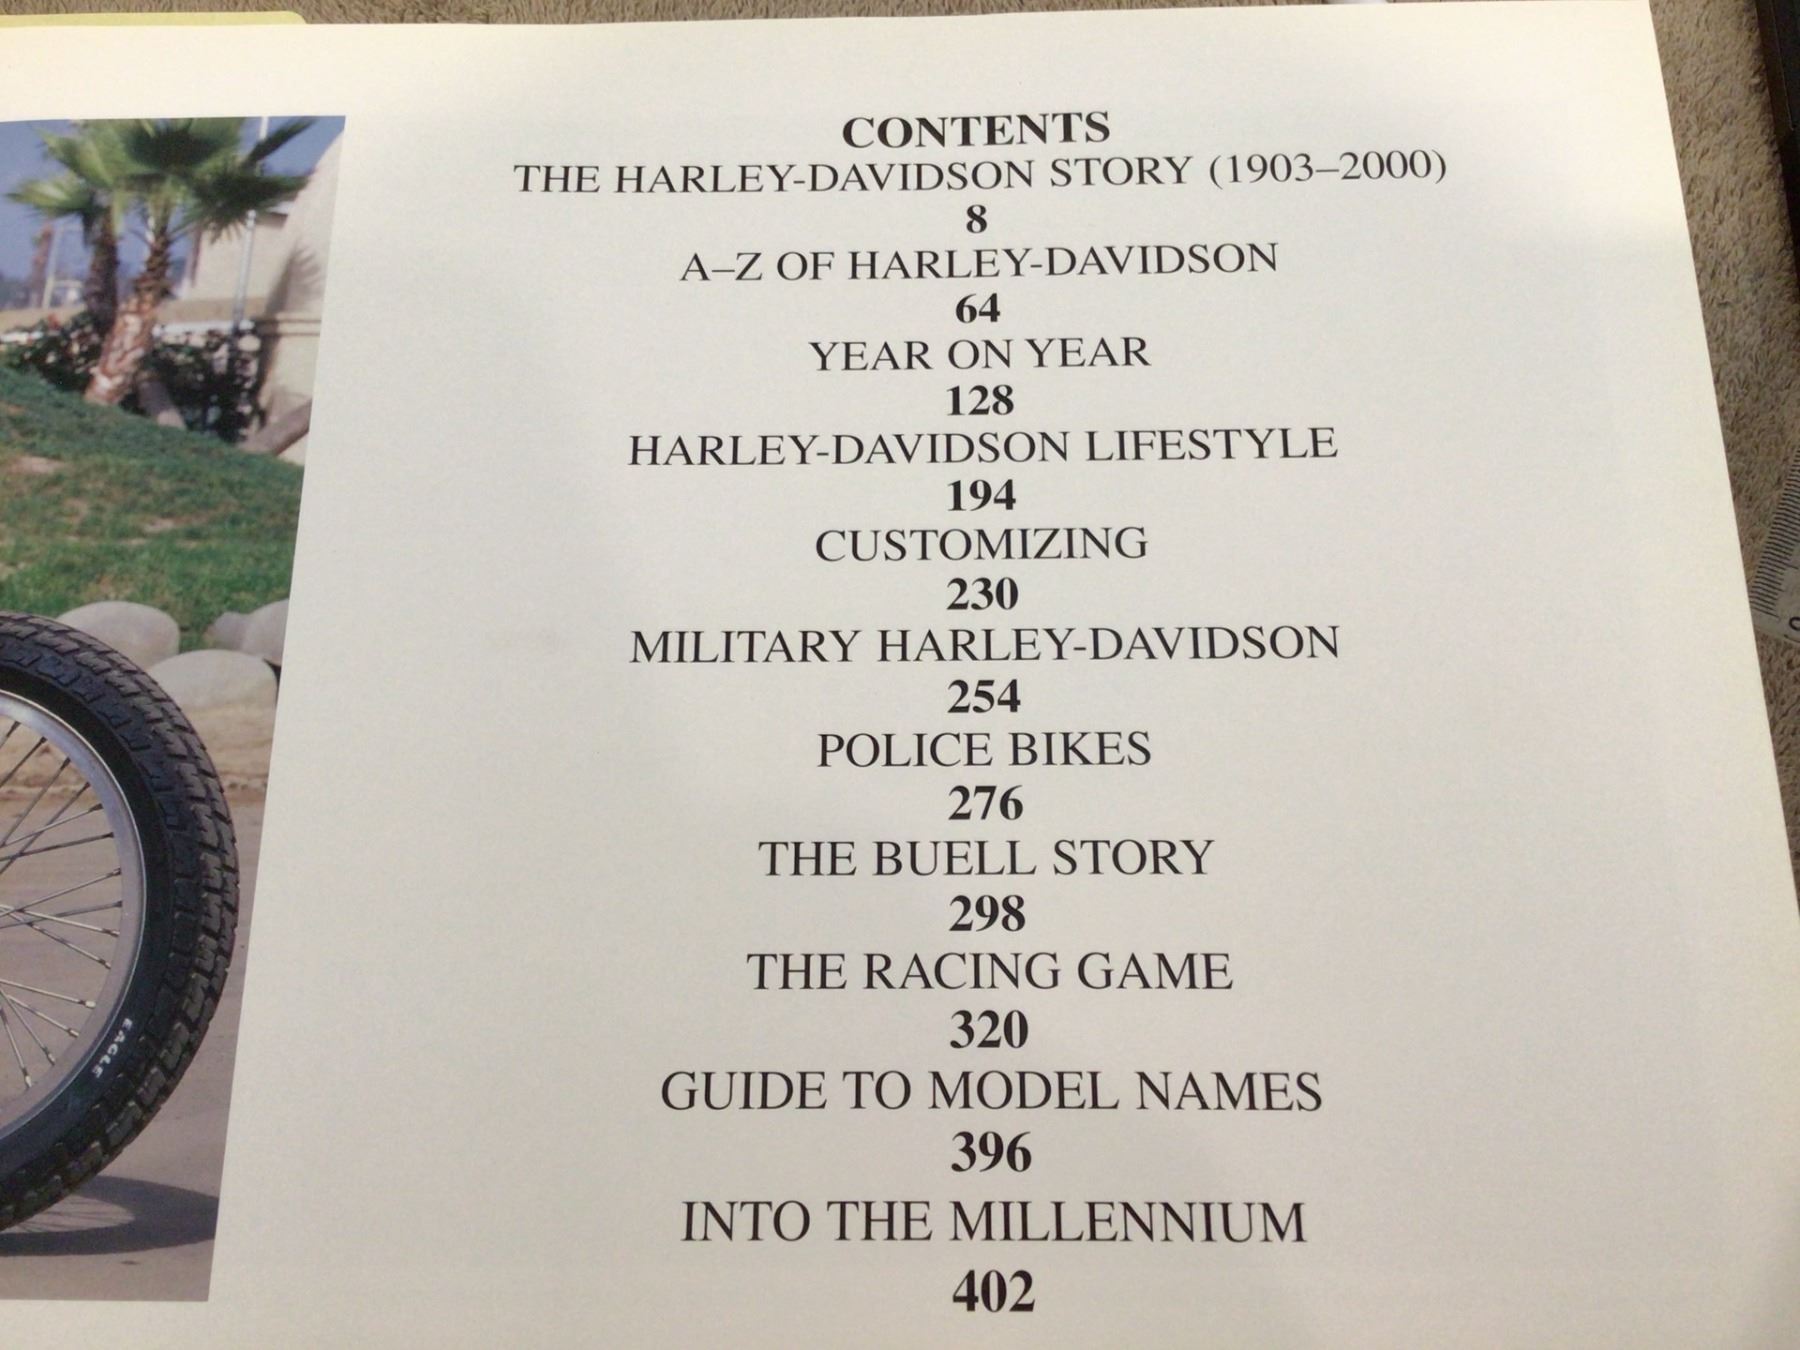 CONTENTS
THE HARLEY-DAVIDSON STORY (1903–2000)
8
A–Z OF HARLEY-DAVIDSON
64
YEAR ON YEAR
128
HARLEY-DAVIDSON LIFESTYLE
194
CUSTOMIZING
230
MILITARY HARLEY-DAVIDSON
254
POLICE BIKES
276
THE BUELL STORY
298
THE RACING GAME
320
GUIDE TO MODEL NAMES
396
INTO THE MILLENNIUM
402
EAGLE